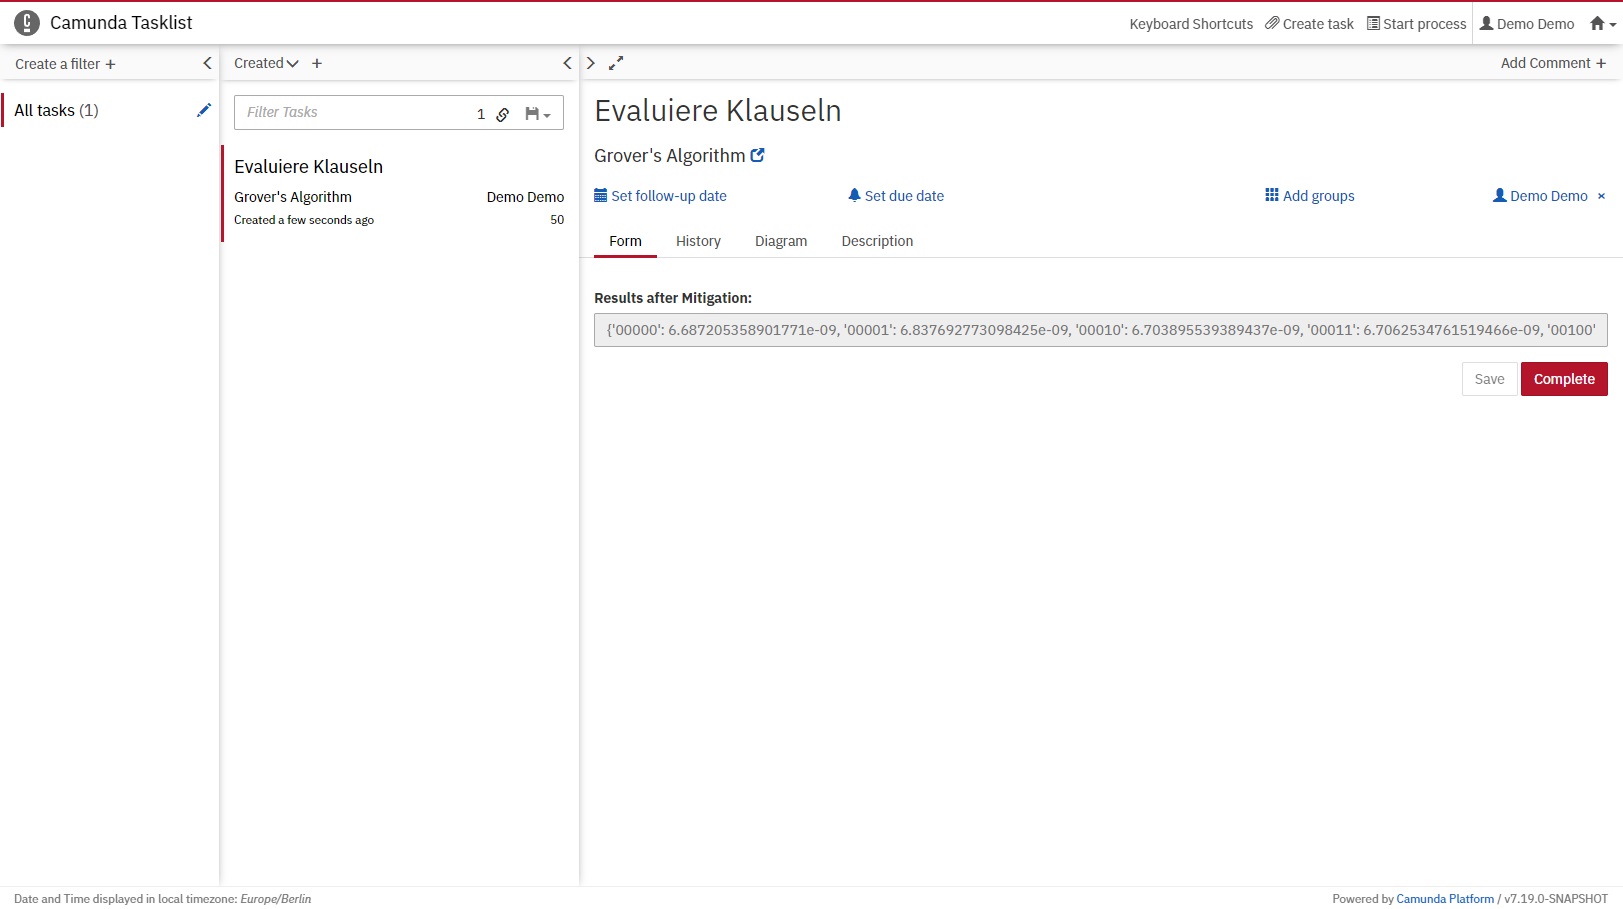 Camunda Tasklist
Keyboard Shortcuts Create task Start process Demo Demo
Create a filter +
Created +
Add Comment +
All tasks (1)
Filter Tasks 1
Evaluiere Klauseln
Grover's Algorithm Demo Demo
Created a few seconds ago 50
Evaluiere Klauseln
Grover's Algorithm
Set follow-up date Set due date Add groups Demo Demo ×
Form History Diagram Description
Results after Mitigation:
{'00000': 6.687205358901771e-09, '00001': 6.837692773098425e-09, '00010': 6.703895539389437e-09, '00011': 6.7062534761519466e-09, '00100'
Save Complete
Date and Time displayed in local timezone: Europe/Berlin
Powered by Camunda Platform / v7.19.0-SNAPSHOT